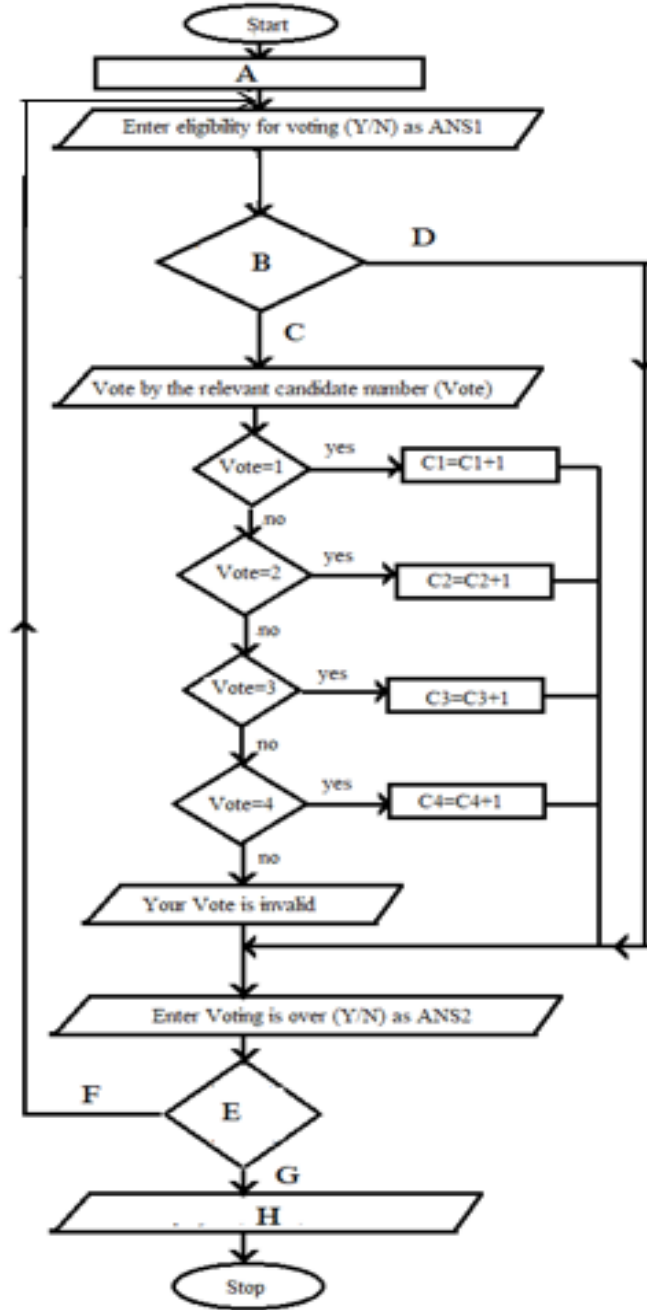 Start
A
Enter eligibility for voting (Y/N) as ANS1
B
D
C
Vote by the relevant candidate number (Vote)
Vote=1
yes
C1=C1+1
no
Vote=2
yes
C2=C2+1
no
Vote=3
yes
C3=C3+1
no
Vote=4
yes
C4=C4+1
no
Your Vote is invalid
Enter Voting is over (Y/N) as ANS2
F
E
G
H
Stop